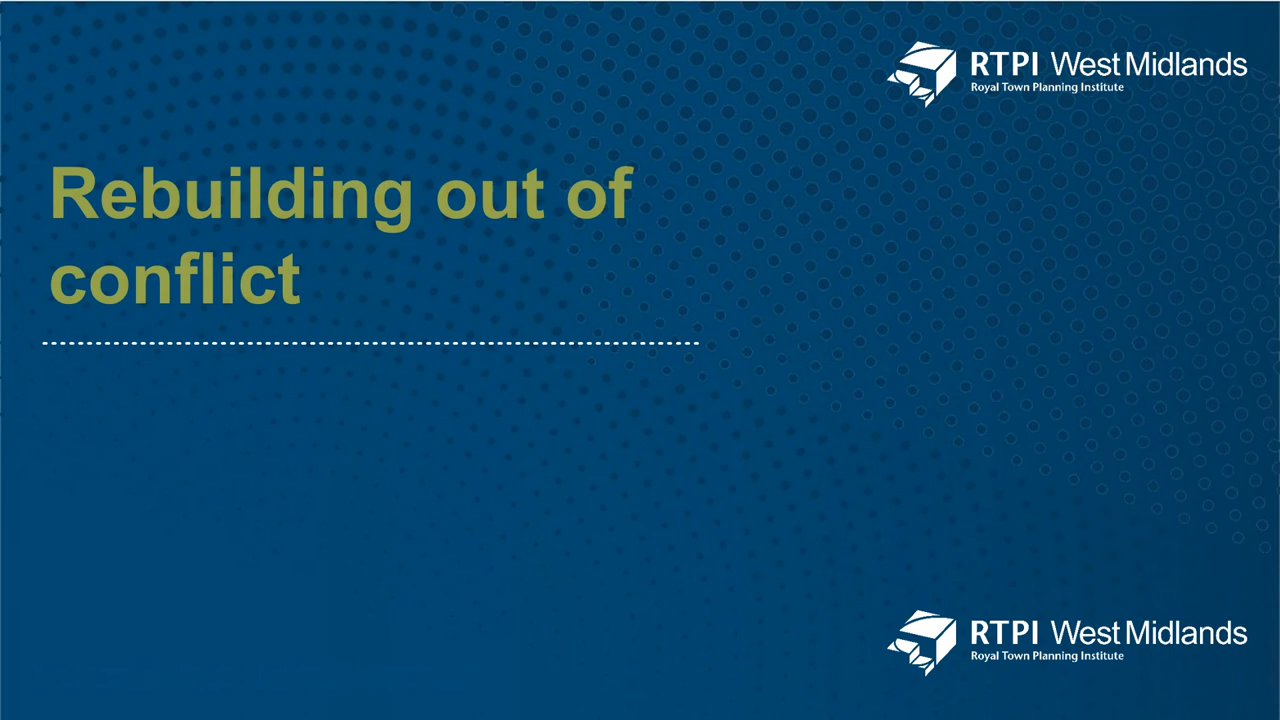 RTPI West Midlands
Royal Town Planning Institute
Rebuilding out of
conflict
RTPI West Midlands
Royal Town Planning Institute